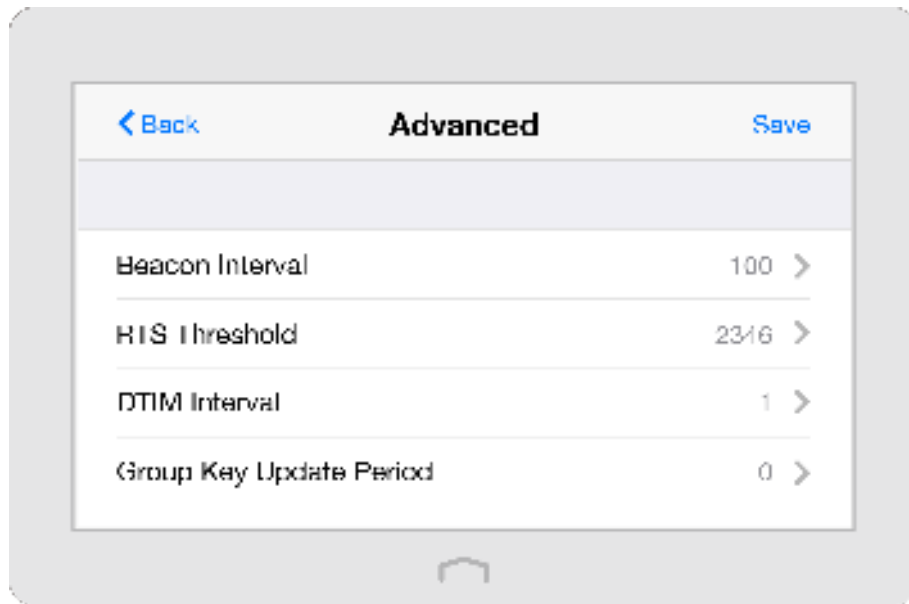 Back Advanced Save
Beacon Interval 100
RTS Threshold 2346
DTIM Interval 1
Group Key Update Period 0